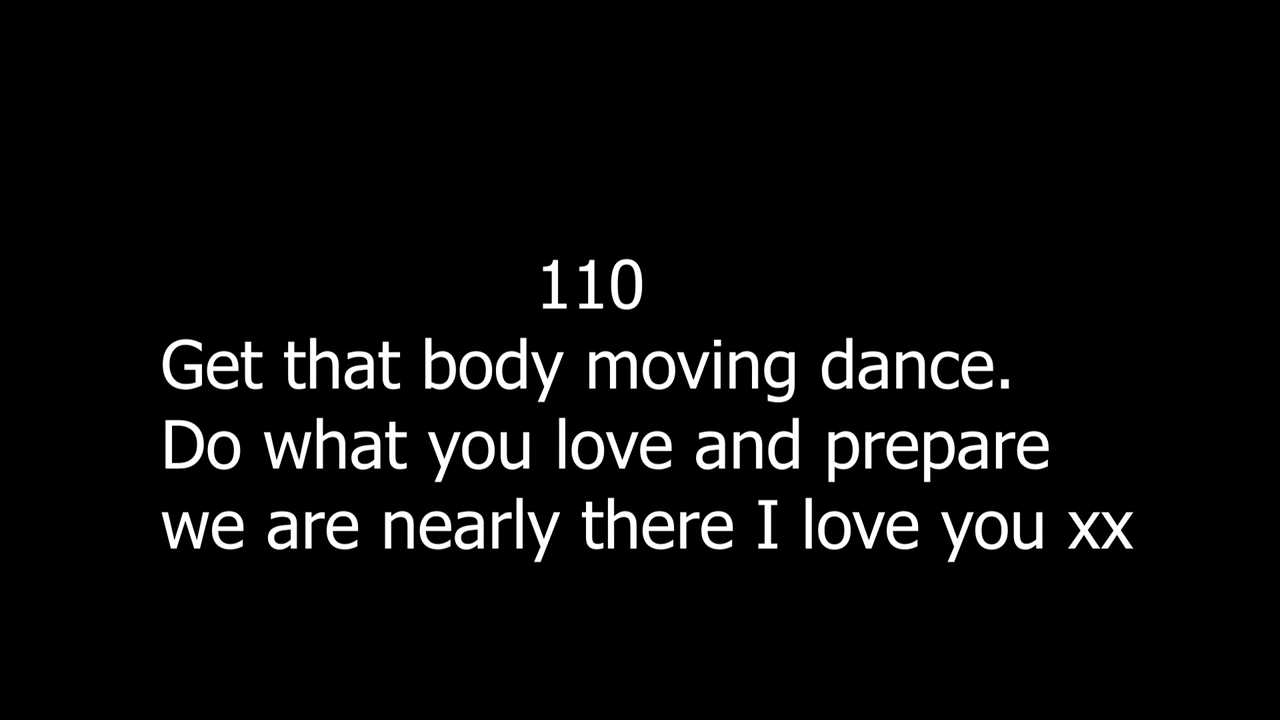 110
Get that body moving dance.
Do what you love and prepare
we are nearly there I love you xx